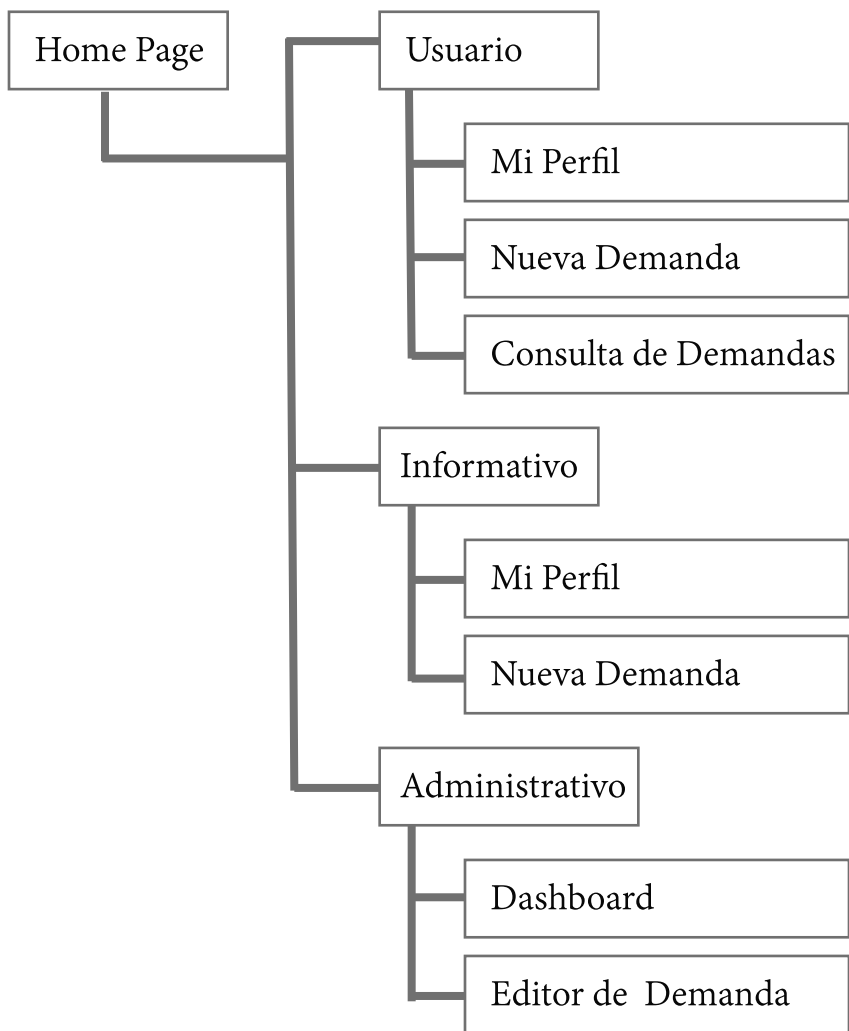 Home Page
Usuario
Mi Perfil
Nueva Demanda
Consulta de Demandas
Informativo
Mi Perfil
Nueva Demanda
Administrativo
Dashboard
Editor de Demanda